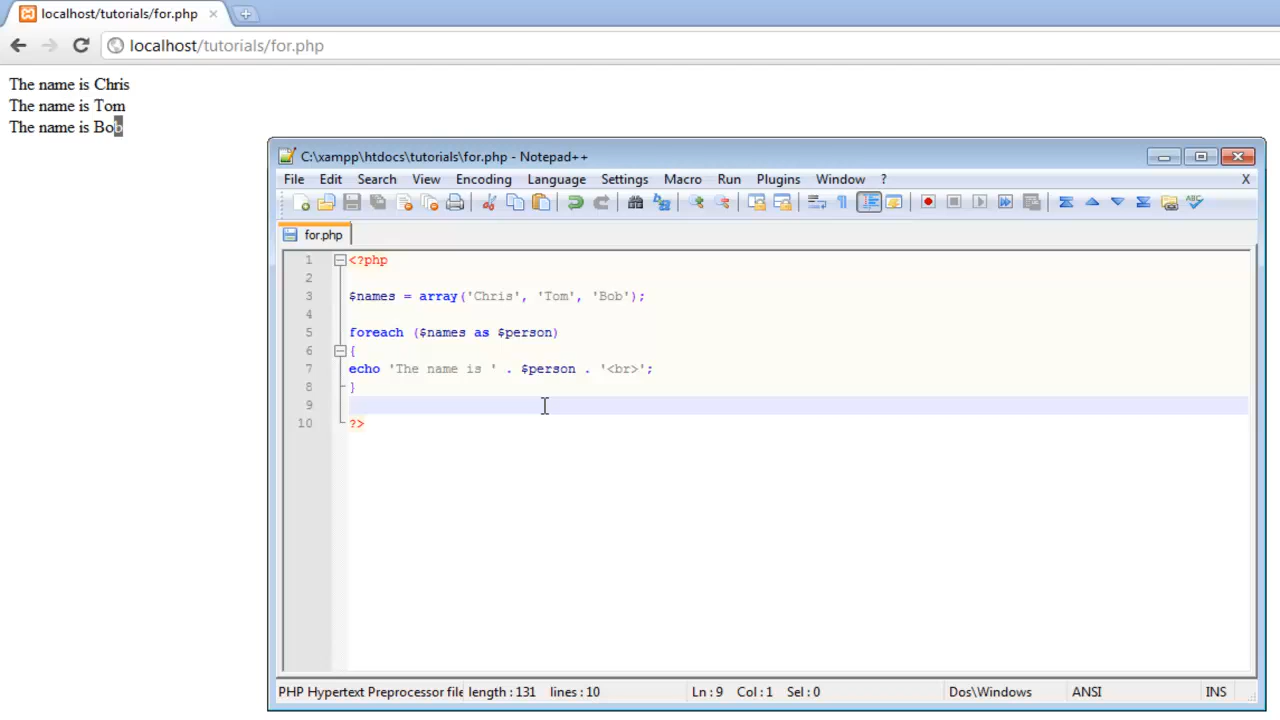 localhost/tutorials/for.php
localhost/tutorials/for.php
The name is Chris
The name is Tom
The name is Bob
C:\xampp\htdocs\tutorials\for.php - Notepad++
File Edit Search View Encoding Language Settings Macro Run Plugins Window ? X
for.php
1 <?php
2
3 $names = array('Chris', 'Tom', 'Bob');
4
5 foreach ($names as $person)
6 {
7 echo 'The name is ' . $person . '<br>';
8 }
9
10 ?>
PHP Hypertext Preprocessor file length : 131 lines : 10 Ln : 9 Col : 1 Sel : 0 Dos\Windows ANSI INS